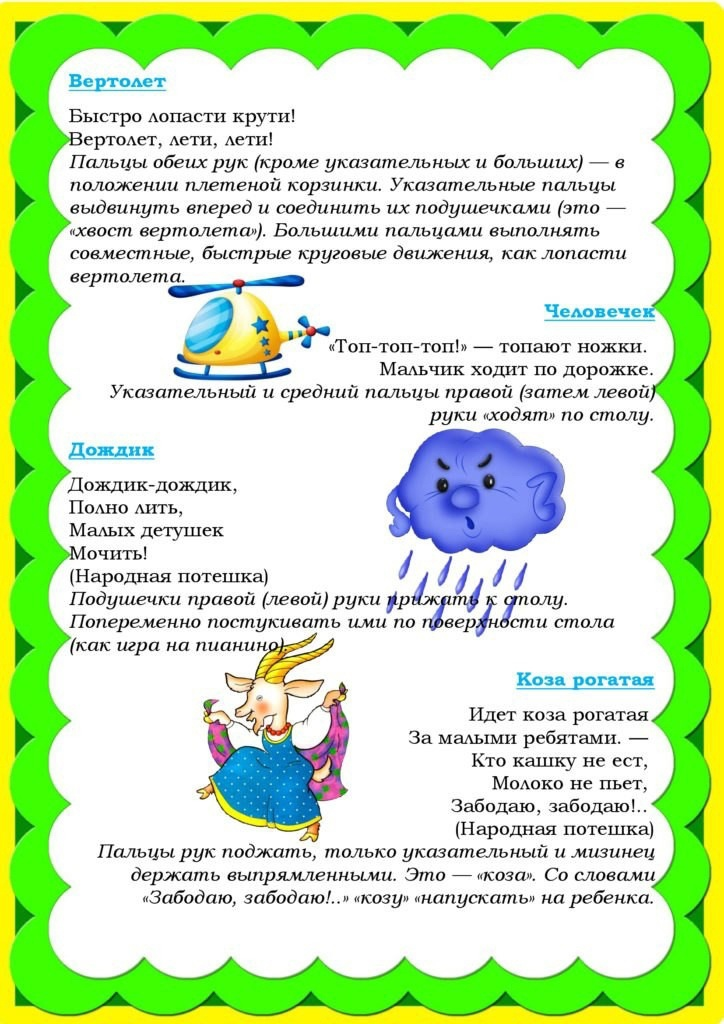 Вертолет
Быстро лопасти крути!
Вертолет, лети, лети!
Пальцы обеих рук (кроме указательных и больших) — в
положении плетеной корзинки. Указательные пальцы
выдвинуть вперед и соединить их подушечками (это —
«хвост вертолета»). Большими пальцами выполнять
совместные, быстрые круговые движения, как лопасти
вертолета.
Человечек
«Топ-топ-топ!» — топают ножки.
Мальчик ходит по дорожке.
Указательный и средний пальцы правой (затем левой)
руки «ходят» по столу.
Дождик
Дождик-дождик,
Полно лить,
Малых детушек
Мочить!
(Народная потешка)
Подушечки правой (левой) руки прижать к столу.
Попеременно постукивать ими по поверхности стола
(как игра на пианино).
Коза рогатая
Идет коза рогатая
За малыми ребятами. —
Кто кашку не ест,
Молоко не пьет,
Забодаю, забодаю!..
(Народная потешка)
Пальцы рук поджать, только указательный и мизинец
держать выпрямленными. Это — «коза». Со словами
«Забодаю, забодаю!..» «козу» «напускать» на ребенка.